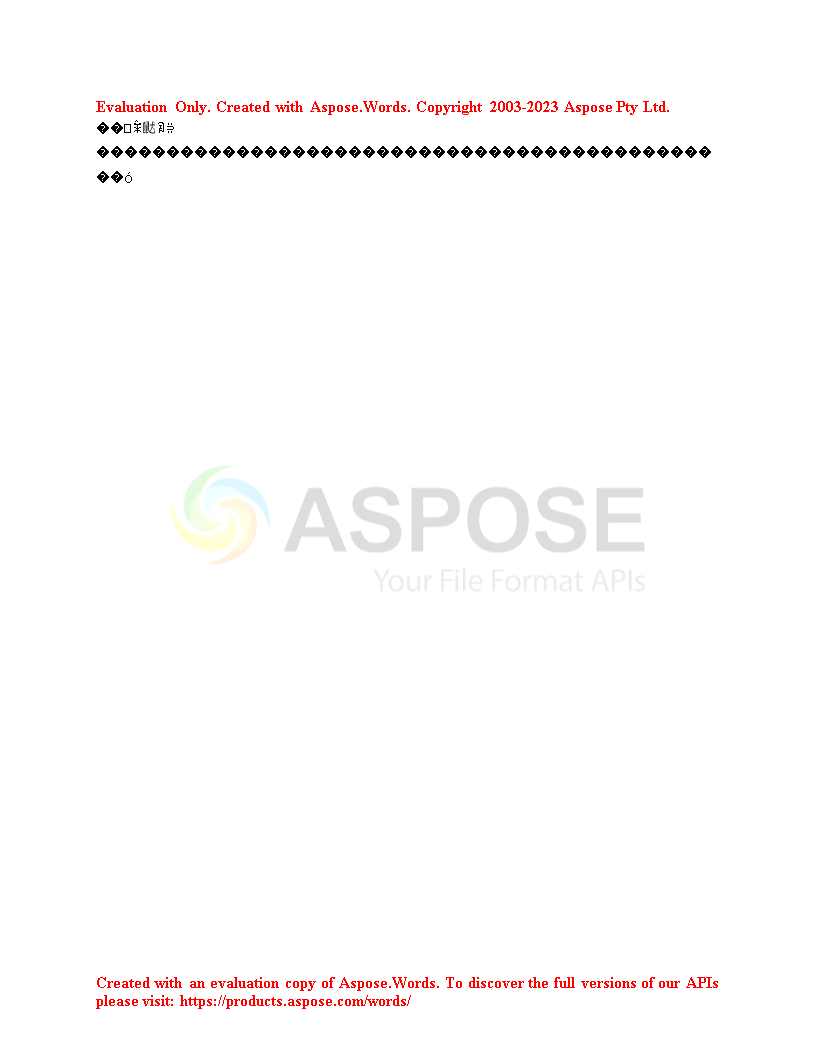 Evaluation Only. Created with Aspose.Words. Copyright 2003-2023 Aspose Pty Ltd.
��
��������������������������������������������
��ó
ASPOSE
Your File Format APIs
Created with an evaluation copy of Aspose.Words. To discover the full versions of our APIs
please visit: https://products.aspose.com/words/